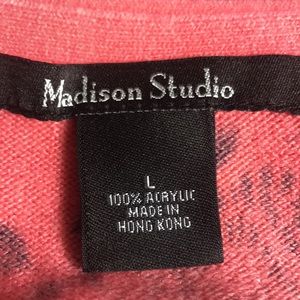 Madison Studio
L
100% ACRYLIC
MADE IN
HONG KONG